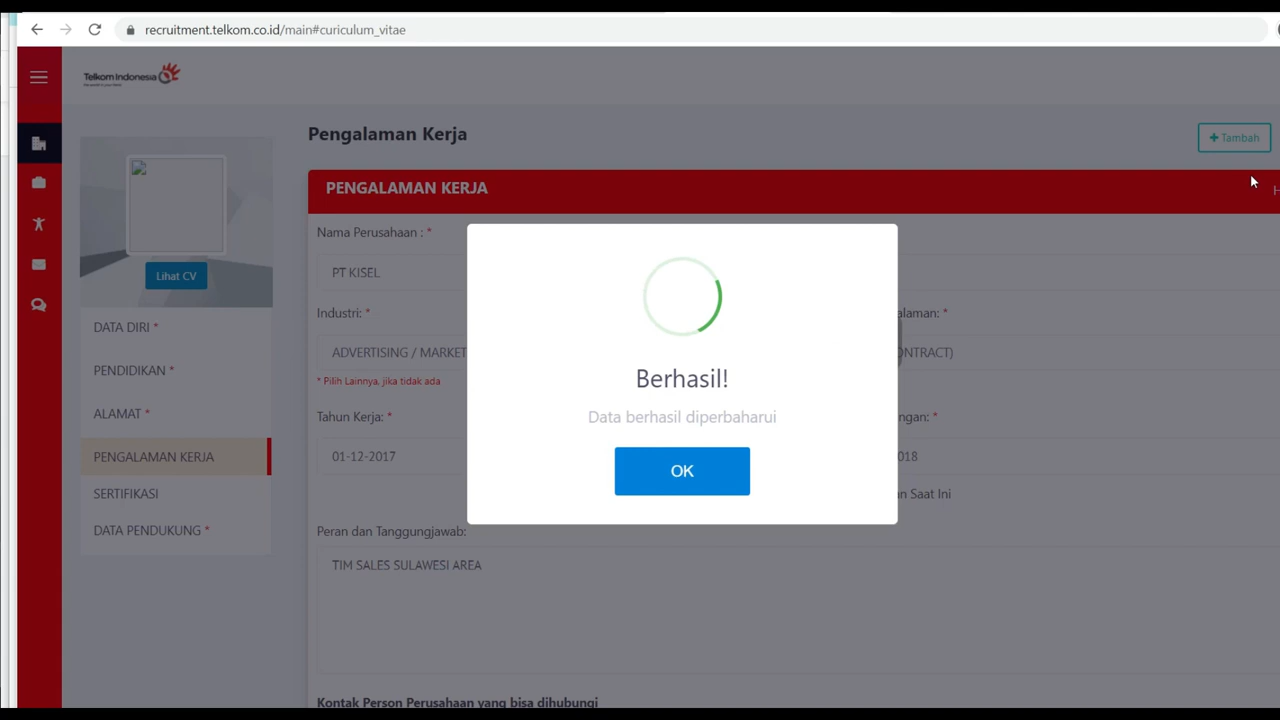 recruitment.telkom.co.id/main#curiculum_vitae
Telkom Indonesia
Pengalaman Kerja
+ Tambah
PENGALAMAN KERJA
Nama Perusahaan : *
PT KISEL
Lihat CV
Industri: *
alaman: *
ADVERTISING / MARKET
ONTRACT)
* Pilih Lainnya, jika tidak ada
DATA DIRI *
PENDIDIKAN *
ALAMAT *
PENGALAMAN KERJA
SERTIFIKASI
DATA PENDUKUNG *
Berhasil!
Data berhasil diperbaharui
OK
Tahun Kerja: *
ngan: *
01-12-2017
018
n Saat Ini
Peran dan Tanggungjawab:
TIM SALES SULAWESI AREA
Kontak Person Perusahaan yang bisa dihubungi